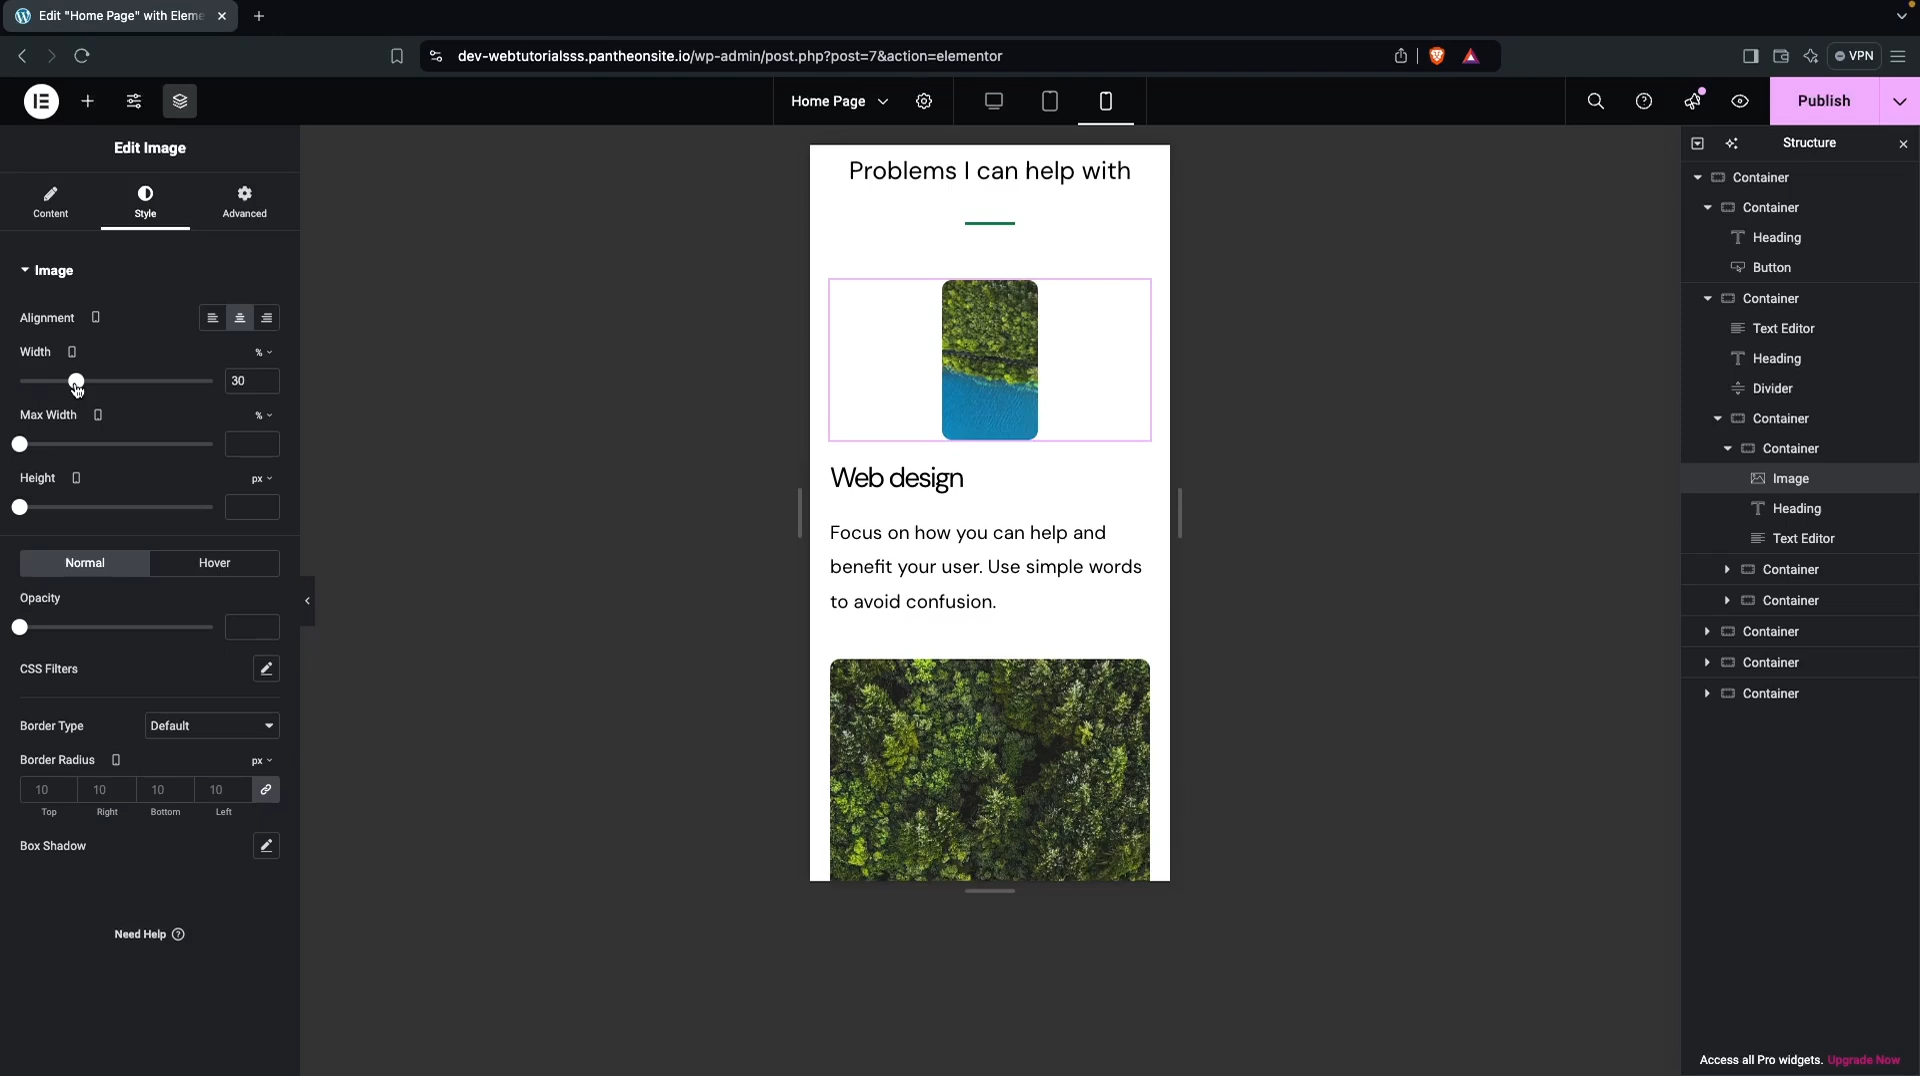 Edit "Home Page" with Eleme
dev-webtutorialsss.pantheonsite.io/wp-admin/post.php?post=7&action=elementor
VPN
Home Page
Publish
Edit Image
Content
Style
Advanced
Image
Alignment
Width
%
30
Max Width
%
Height
px
Normal
Hover
Opacity
CSS Filters
Border Type
Default
Border Radius
px
10
10
10
10
Top
Right
Bottom
Left
Box Shadow
Need Help
Problems I can help with
Web design
Focus on how you can help and
benefit your user. Use simple words
to avoid confusion.
Structure
Container
Container
Heading
Button
Container
Text Editor
Heading
Divider
Container
Container
Image
Heading
Text Editor
Container
Container
Container
Container
Container
Access all Pro widgets. Upgrade Now